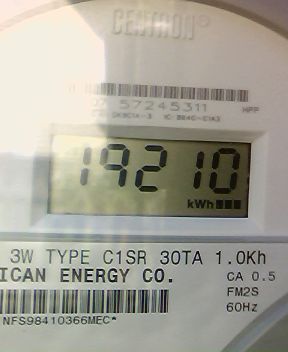 CENTRON®
57245311
19210
kWh
3W TYPE C1SR 30TA 1.0Kh
ICAN ENERGY CO.
CA 0.5
FM2S
60Hz
NFS98410366MEC*